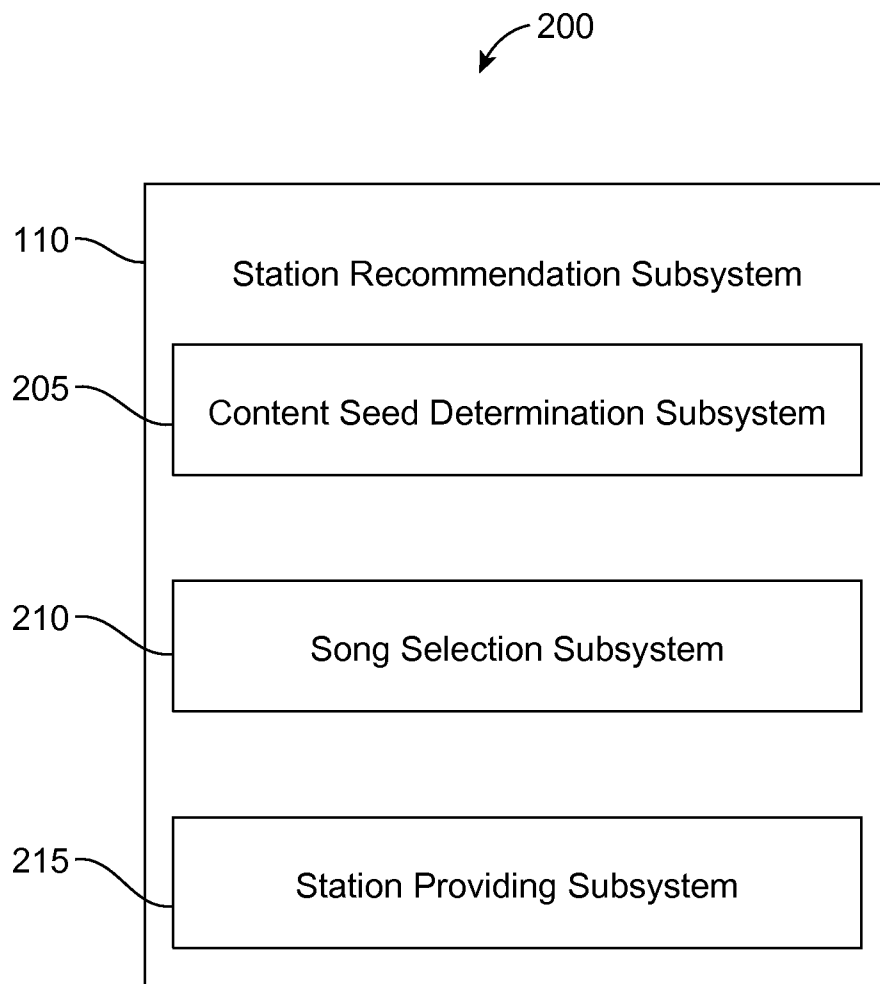 200
110
Station Recommendation Subsystem
205
Content Seed Determination Subsystem
210
Song Selection Subsystem
215
Station Providing Subsystem